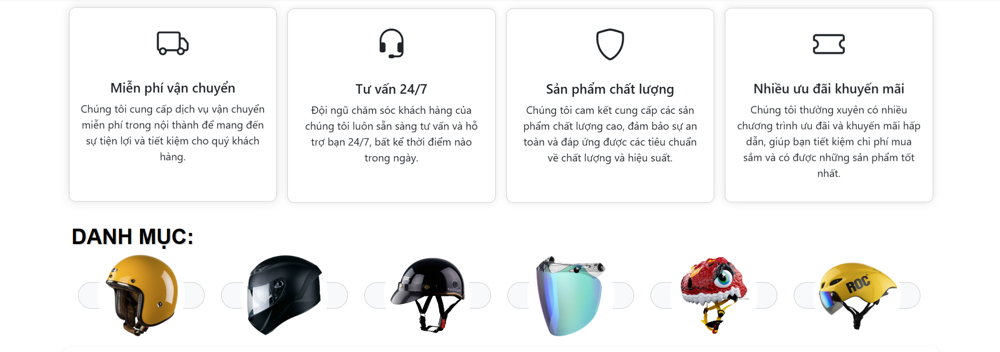 Miễn phí vận chuyển
Chúng tôi cung cấp dịch vụ vận chuyển
miễn phí trong nội thành để mang đến
sự tiện lợi và tiết kiệm cho quý khách
hàng.
Tư vấn 24/7
Đội ngũ chăm sóc khách hàng của
chúng tôi luôn sẵn sàng tư vấn và hỗ
trợ bạn 24/7, bất kể thời điểm nào
trong ngày.
Sản phẩm chất lượng
Chúng tôi cam kết cung cấp các sản
phẩm chất lượng cao, đảm bảo sự an
toàn và đáp ứng được các tiêu chuẩn
về chất lượng và hiệu suất.
Nhiều ưu đãi khuyến mãi
Chúng tôi thường xuyên có nhiều
chương trình ưu đãi và khuyến mãi hấp
dẫn, giúp bạn tiết kiệm chi phí mua
sắm và có được những sản phẩm tốt
nhất.
DANH MỤC:
ROC